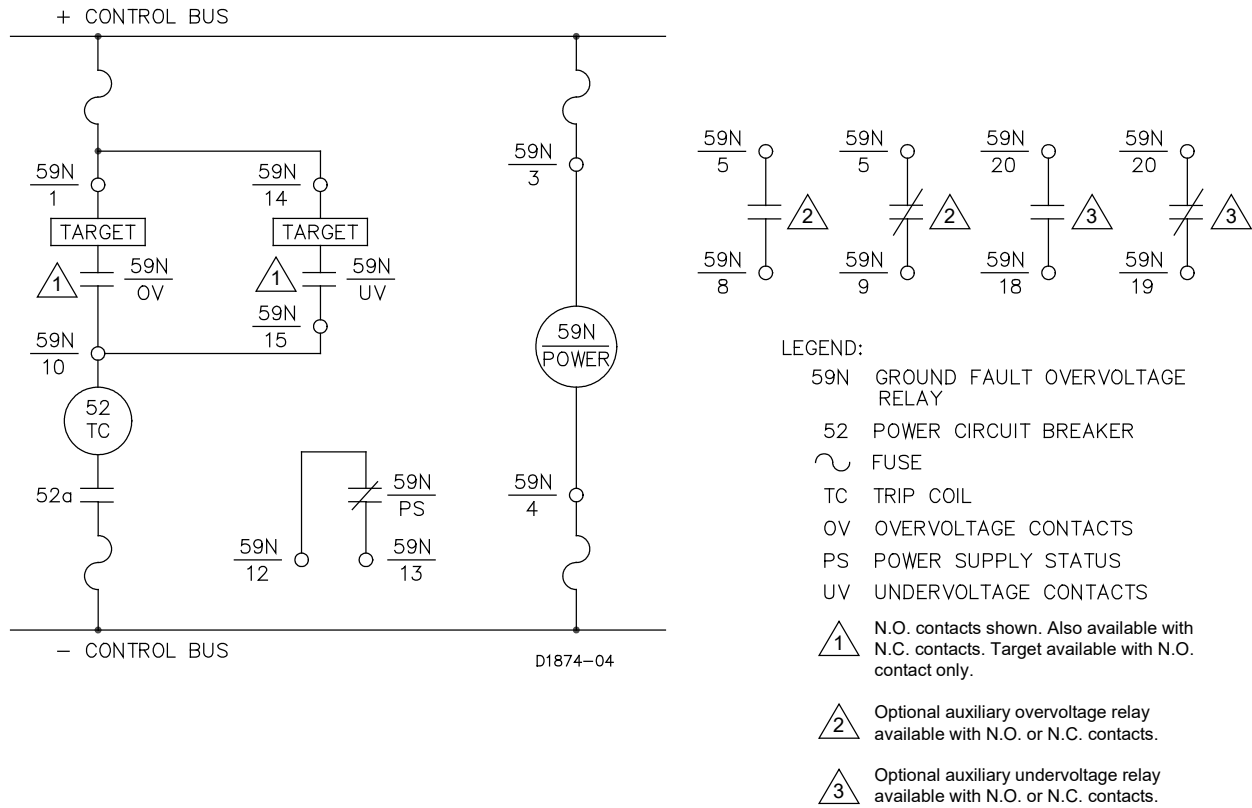 + CONTROL BUS
59N
1
59N
14
TARGET
TARGET
1
59N
OV
1
59N
UV
59N
10
59N
15
52
TC
52a
59N
PS
59N
12
59N
13
59N
3
59N
POWER
59N
4
− CONTROL BUS
D1874-04
59N
5
59N
5
59N
20
59N
20
2
2
3
3
59N
8
59N
9
59N
18
59N
19
LEGEND:
59N GROUND FAULT OVERVOLTAGE
RELAY
52 POWER CIRCUIT BREAKER
FUSE
TC TRIP COIL
OV OVERVOLTAGE CONTACTS
PS POWER SUPPLY STATUS
UV UNDERVOLTAGE CONTACTS
1 N.O. contacts shown. Also available with
N.C. contacts. Target available with N.O.
contact only.
2 Optional auxiliary overvoltage relay
available with N.O. or N.C. contacts.
3 Optional auxiliary undervoltage relay
available with N.O. or N.C. contacts.